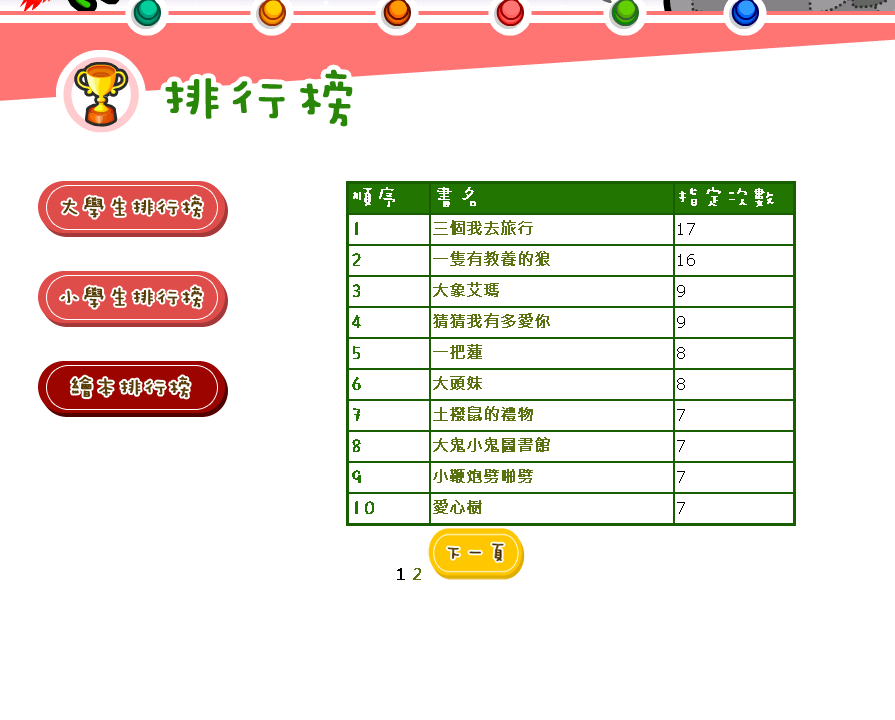 排行榜
大學生排行榜
小學生排行榜
繪本排行榜
順序 書名 指定次數
1 三個我去旅行 17
2 一隻有教養的狼 16
3 大象艾瑪 9
4 猜猜我有多愛你 9
5 一把蓮 8
6 大頭妹 8
7 土撥鼠的禮物 7
8 大鬼小鬼圖書館 7
9 小鞭炮劈啪劈 7
10 愛心樹 7
1 2 下一頁